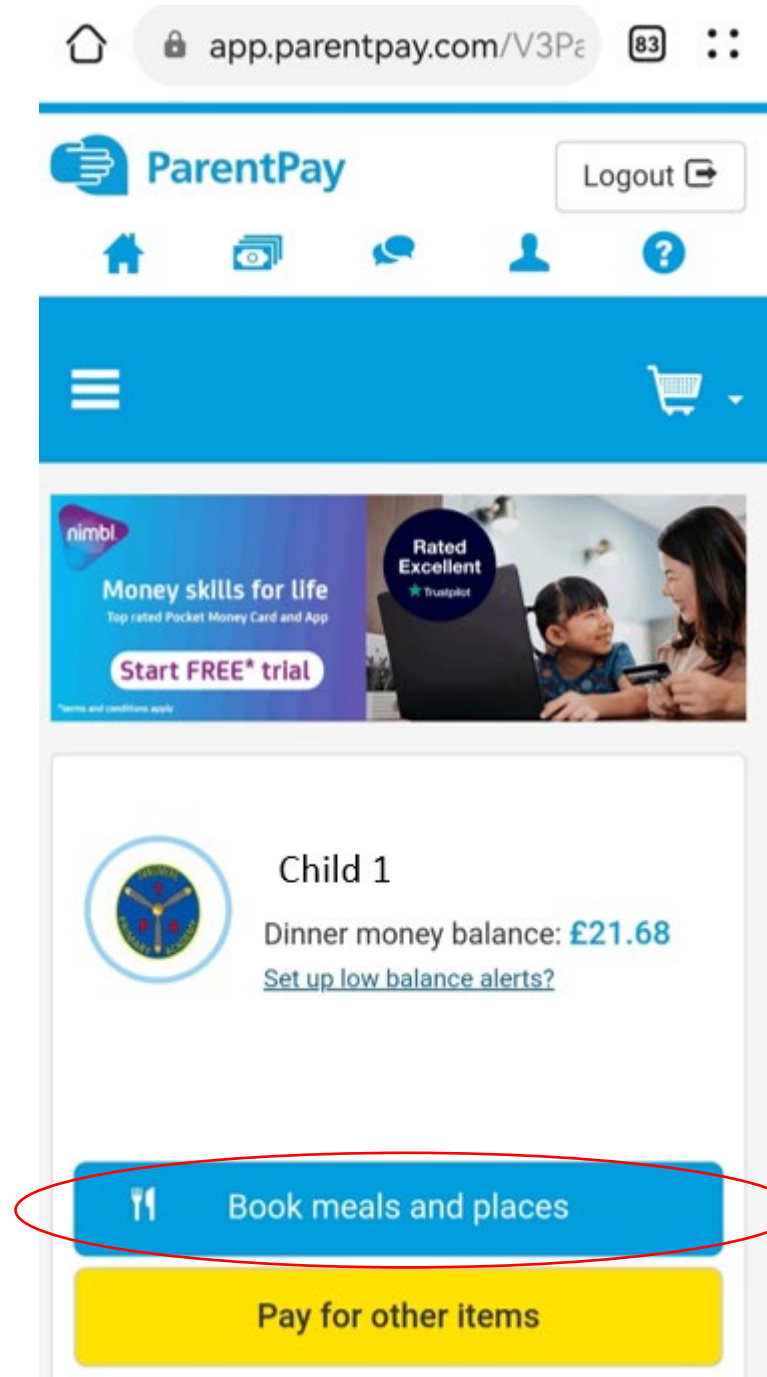 app.parentpay.com/V3Pa
83
ParentPay
Logout
?
nimbl.
Money skills for life
Top rated Pocket Money Card and App
Start FREE* trial
*terms and conditions apply
Rated
Excellent
Trustpilot
Child 1
PRIMARY ACADEMY
Dinner money balance: £21.68
Set up low balance alerts?
Book meals and places
Pay for other items